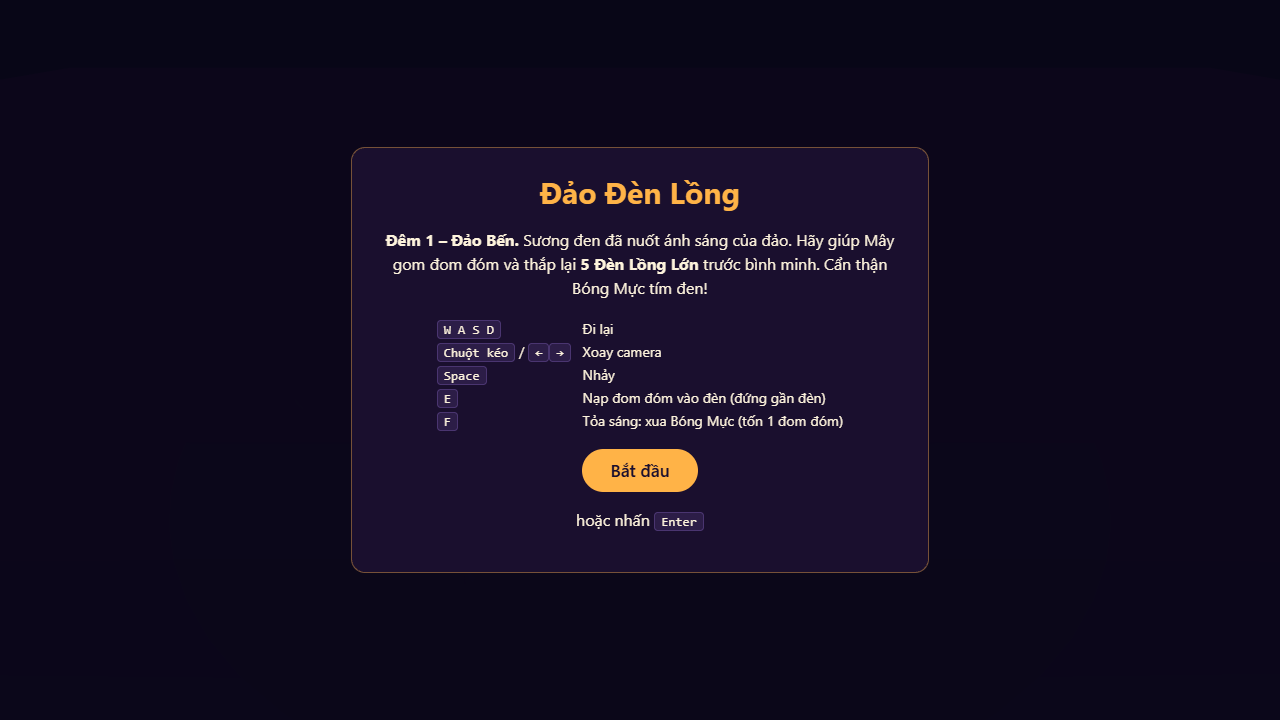 Đảo Đèn Lồng
Đêm 1 – Đảo Bến. Sương đen đã nuốt ánh sáng của đảo. Hãy giúp Mây
gom đom đóm và thắp lại 5 Đèn Lồng Lớn trước bình minh. Cẩn thận
Bóng Mực tím đen!
W A S D Đi lại
Chuột kéo / ← → Xoay camera
Space Nhảy
E Nạp đom đóm vào đèn (đứng gần đèn)
F Tỏa sáng: xua Bóng Mực (tốn 1 đom đóm)
Bắt đầu
hoặc nhấn Enter